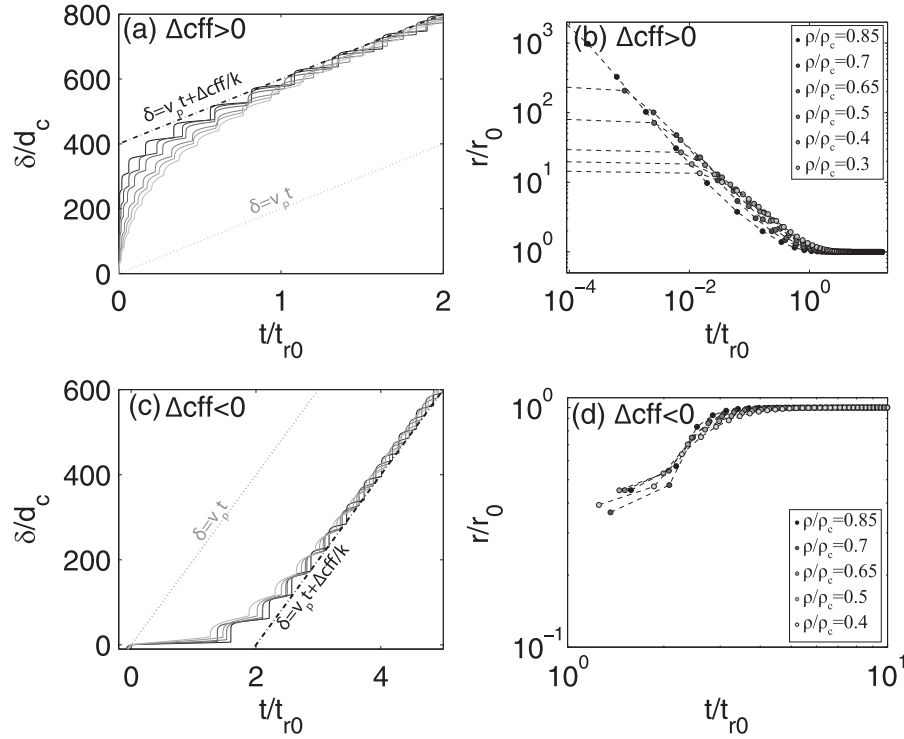 (a) Δcff>0
800
600
400
200
0
δ/d_c
δ=v_p t+Δcff/k
δ=v_p t
0
1
2
t/t_r0
(b) Δcff>0
10^3
10^2
10^1
10^0
r/r_0
ρ/ρ_c=0.85
ρ/ρ_c=0.7
ρ/ρ_c=0.65
ρ/ρ_c=0.5
ρ/ρ_c=0.4
ρ/ρ_c=0.3
10^−4
10^−2
10^0
t/t_r0
(c) Δcff<0
600
400
200
0
δ/d_c
δ=v_p t
δ=v_p t+Δcff/k
0
2
4
t/t_r0
(d) Δcff<0
10^0
10^−1
r/r_0
ρ/ρ_c=0.85
ρ/ρ_c=0.7
ρ/ρ_c=0.65
ρ/ρ_c=0.5
ρ/ρ_c=0.4
10^0
10^1
t/t_r0